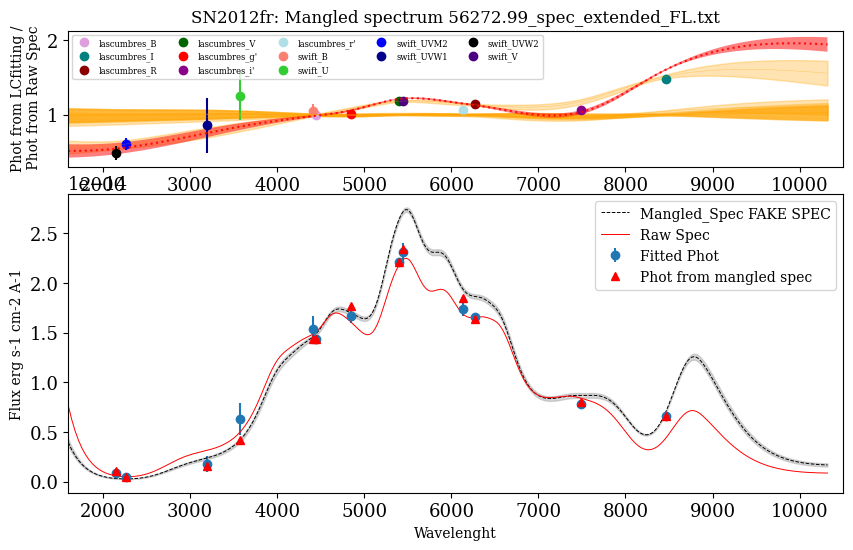 SN2012fr: Mangled spectrum 56272.99_spec_extended_FL.txt
Phot from LCfitting /
Phot from Raw Spec
2
1
lascumbres_B
lascumbres_I
lascumbres_R
lascumbres_V
lascumbres_g'
lascumbres_i'
lascumbres_r'
swift_B
swift_U
swift_UVM2
swift_UVW1
swift_UVW2
swift_V
2000 3000 4000 5000 6000 7000 8000 9000 10000
Flux erg s-1 cm-2 A-1
2.5
2.0
1.5
1.0
0.5
0.0
Mangled_Spec FAKE SPEC
Raw Spec
Fitted Phot
Phot from mangled spec
2000 3000 4000 5000 6000 7000 8000 9000 10000
Wavelenght